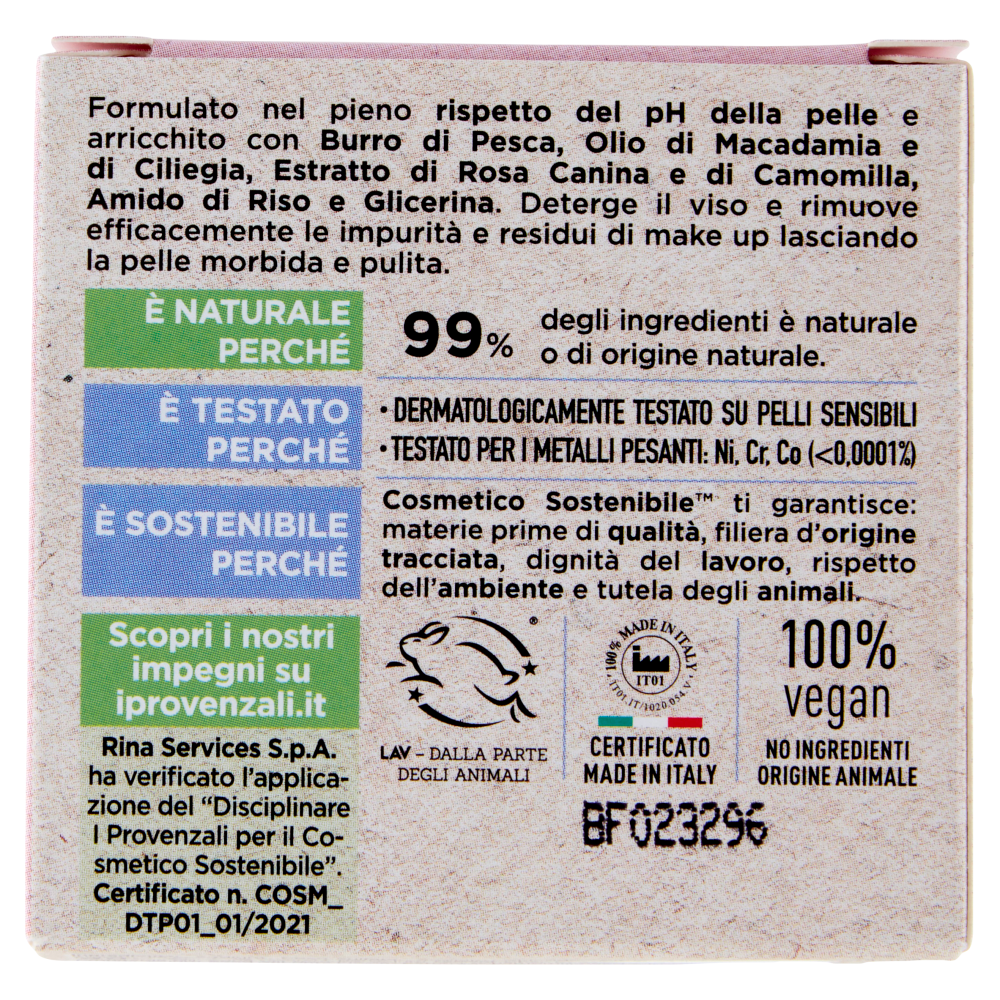 Formulato nel pieno rispetto del pH della pelle e
arricchito con Burro di Pesca, Olio di Macadamia e
di Ciliegia, Estratto di Rosa Canina e di Camomilla,
Amido di Riso e Glicerina. Deterge il viso e rimuove
efficacemente le impurità e residui di make up lasciando
la pelle morbida e pulita.
È NATURALE
PERCHÉ
99% degli ingredienti è naturale
o di origine naturale.
È TESTATO
PERCHÉ
• DERMATOLOGICAMENTE TESTATO SU PELLI SENSIBILI
• TESTATO PER I METALLI PESANTI: Ni, Cr, Co (<0,0001%)
È SOSTENIBILE
PERCHÉ
Cosmetico Sostenibile™ ti garantisce:
materie prime di qualità, filiera d'origine
tracciata, dignità del lavoro, rispetto
dell'ambiente e tutela degli animali.
Scopri i nostri
impegni su
iprovenzali.it
Rina Services S.p.A.
ha verificato l'applica-
zione del "Disciplinare
I Provenzali per il Co-
smetico Sostenibile".
Certificato n. COSM_
DTP01_01/2021
®
LAV – DALLA PARTE
DEGLI ANIMALI
100% MADE IN ITALY
IT01
IT01.IT/1020.054.V
CERTIFICATO
MADE IN ITALY
100%
vegan
NO INGREDIENTI
ORIGINE ANIMALE
BF023296